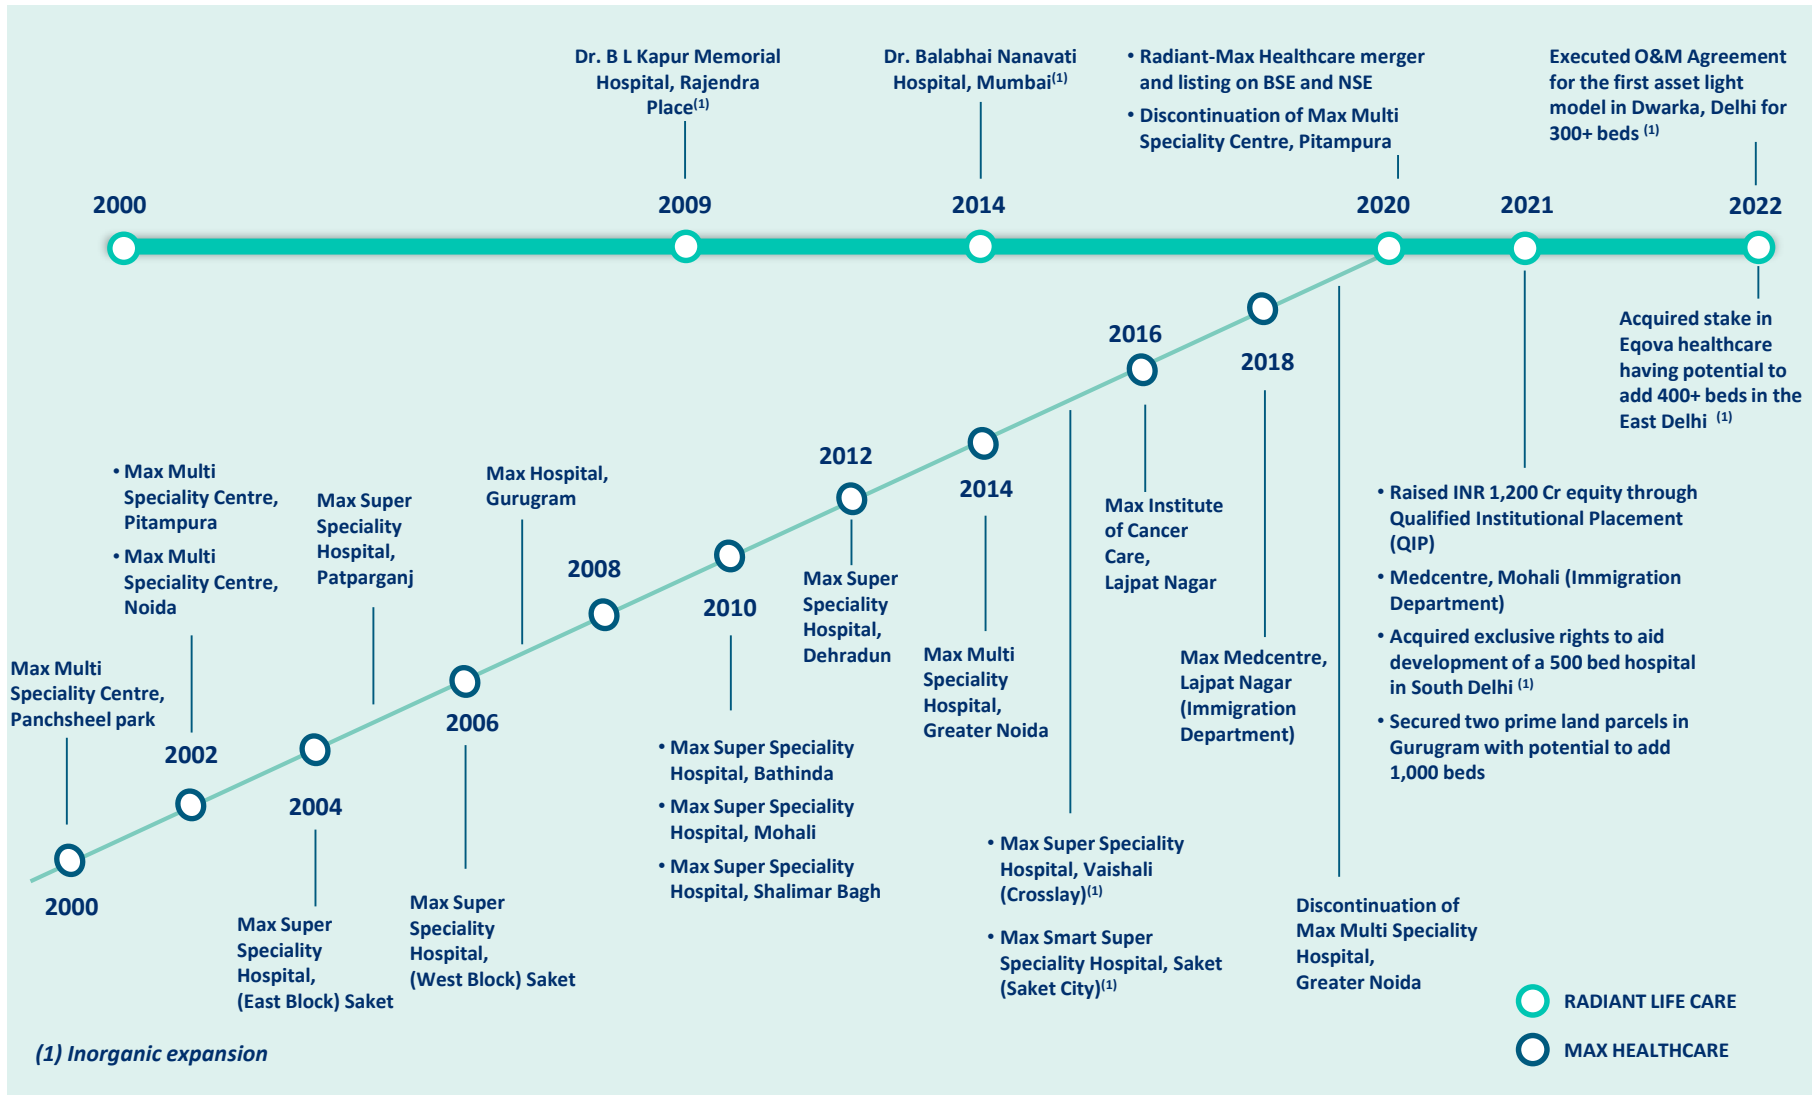 Dr. B L Kapur Memorial
Hospital, Rajendra
Place(1)
Dr. Balabhai Nanavati
Hospital, Mumbai(1)
• Radiant-Max Healthcare merger
and listing on BSE and NSE
• Discontinuation of Max Multi
Speciality Centre, Pitampura
Executed O&M Agreement
for the first asset light
model in Dwarka, Delhi for
300+ beds (1)
2000
2009
2014
2020
2021
2022
Acquired stake in
Eqova healthcare
having potential to
add 400+ beds in the
East Delhi (1)
• Raised INR 1,200 Cr equity through
Qualified Institutional Placement
(QIP)
• Medcentre, Mohali (Immigration
Department)
• Acquired exclusive rights to aid
development of a 500 bed hospital
in South Delhi (1)
• Secured two prime land parcels in
Gurugram with potential to add
1,000 beds
Max Multi
Speciality Centre,
Panchsheel park
2000
• Max Multi
Speciality Centre,
Pitampura
• Max Multi
Speciality Centre,
Noida
2002
2004
Max Super
Speciality
Hospital,
(East Block) Saket
Max Super
Speciality
Hospital,
Patparganj
2006
Max Super
Speciality
Hospital,
(West Block) Saket
Max Hospital,
Gurugram
2008
2010
• Max Super Speciality
Hospital, Bathinda
• Max Super Speciality
Hospital, Mohali
• Max Super Speciality
Hospital, Shalimar Bagh
2012
Max Super
Speciality
Hospital,
Dehradun
2014
Max Multi
Speciality
Hospital,
Greater Noida
• Max Super Speciality
Hospital, Vaishali
(Crosslay)(1)
• Max Smart Super
Speciality Hospital, Saket
(Saket City)(1)
2016
Max Institute
of Cancer
Care,
Lajpat Nagar
2018
Max Medcentre,
Lajpat Nagar
(Immigration
Department)
Discontinuation of
Max Multi Speciality
Hospital,
Greater Noida
RADIANT LIFE CARE
MAX HEALTHCARE
(1) Inorganic expansion